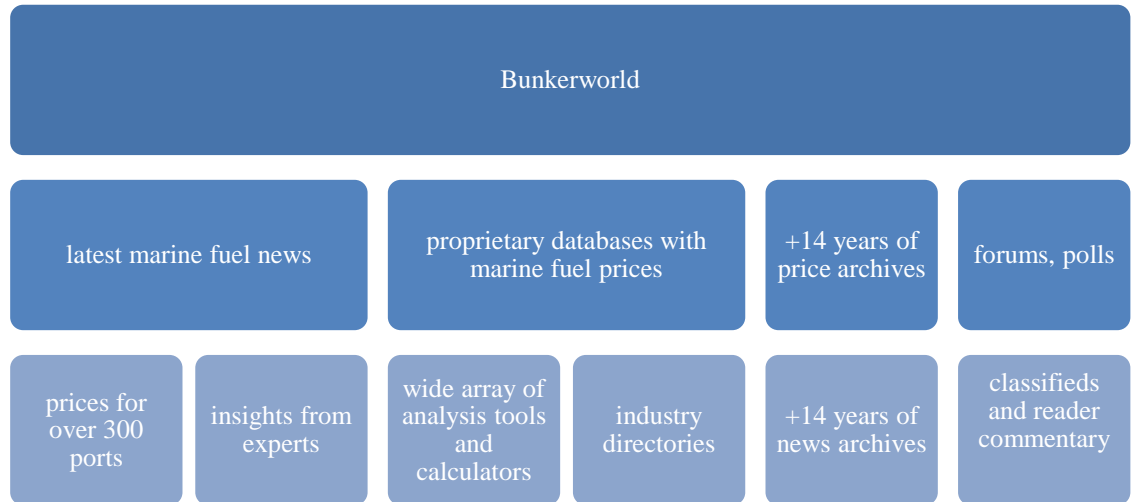 Bunkerworld
latest marine fuel news
proprietary databases with
marine fuel prices
+14 years of
price archives
forums, polls
prices for
over 300
ports
insights from
experts
wide array of
analysis tools
and
calculators
industry
directories
+14 years of
news archives
classifieds
and reader
commentary